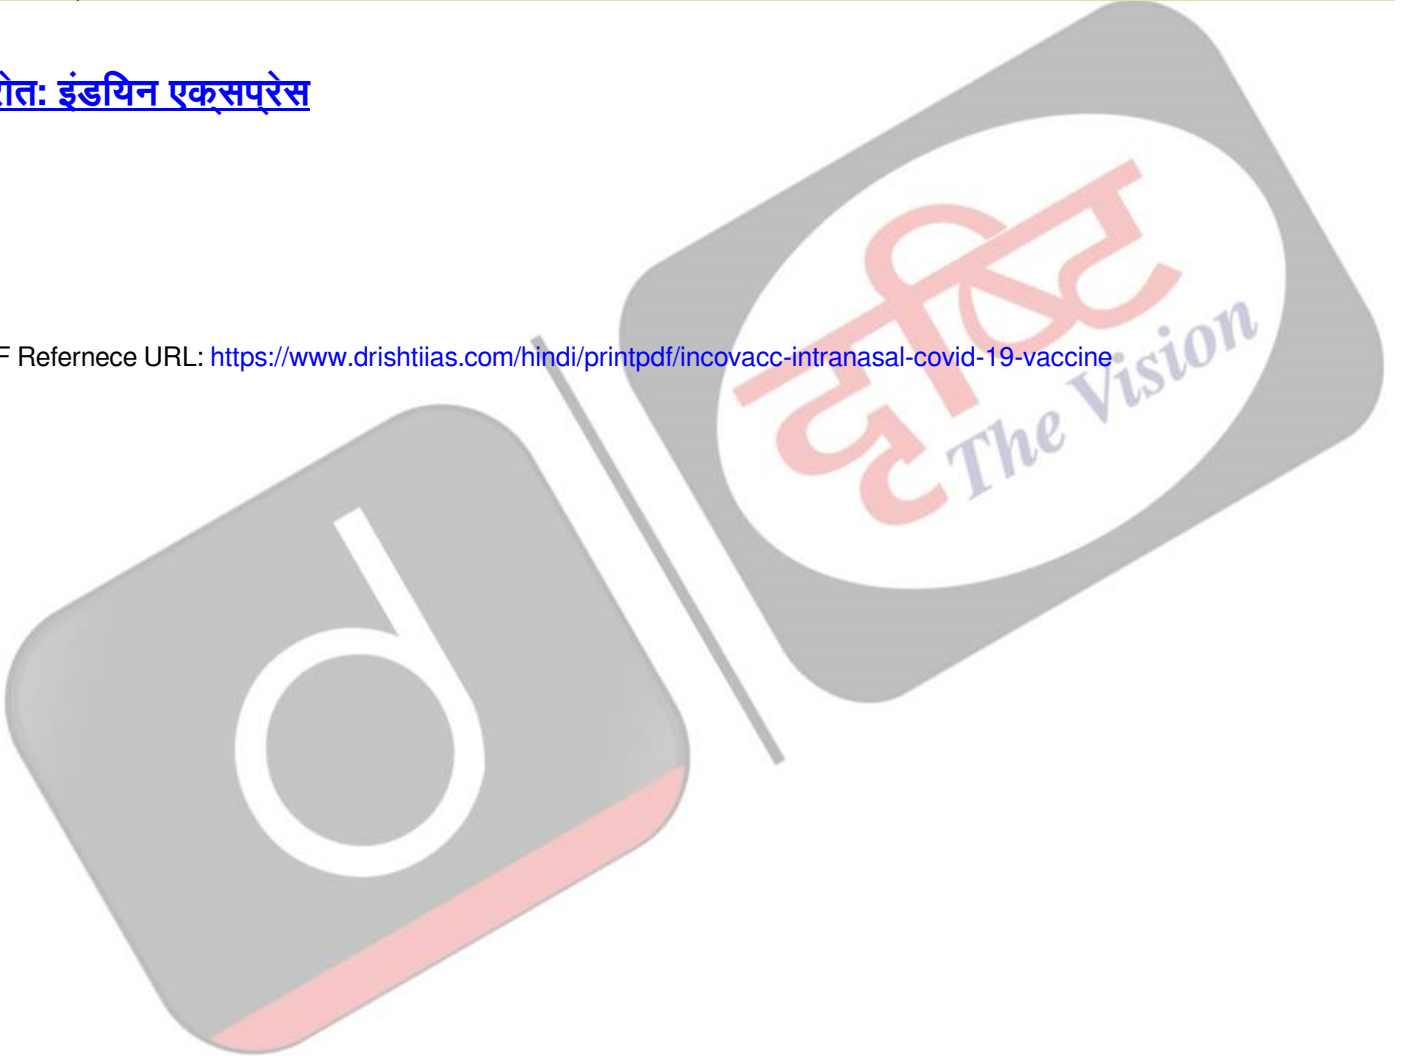 रोत: इंडियन एक्सप्रेस
F Refernece URL: https://www.drishtiias.com/hindi/printpdf/incovacc-intranasal-covid-19-vaccine
दृष्टि
The Vision
d